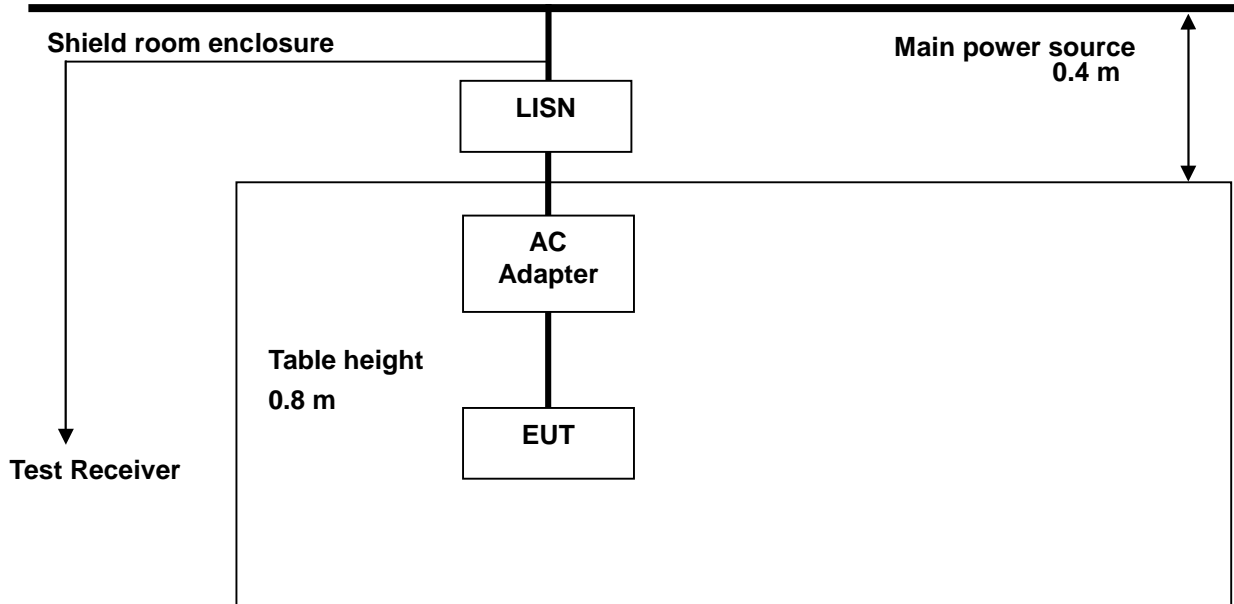 Shield room enclosure
Main power source
0.4 m
LISN
AC
Adapter
Table height
0.8 m
EUT
Test Receiver